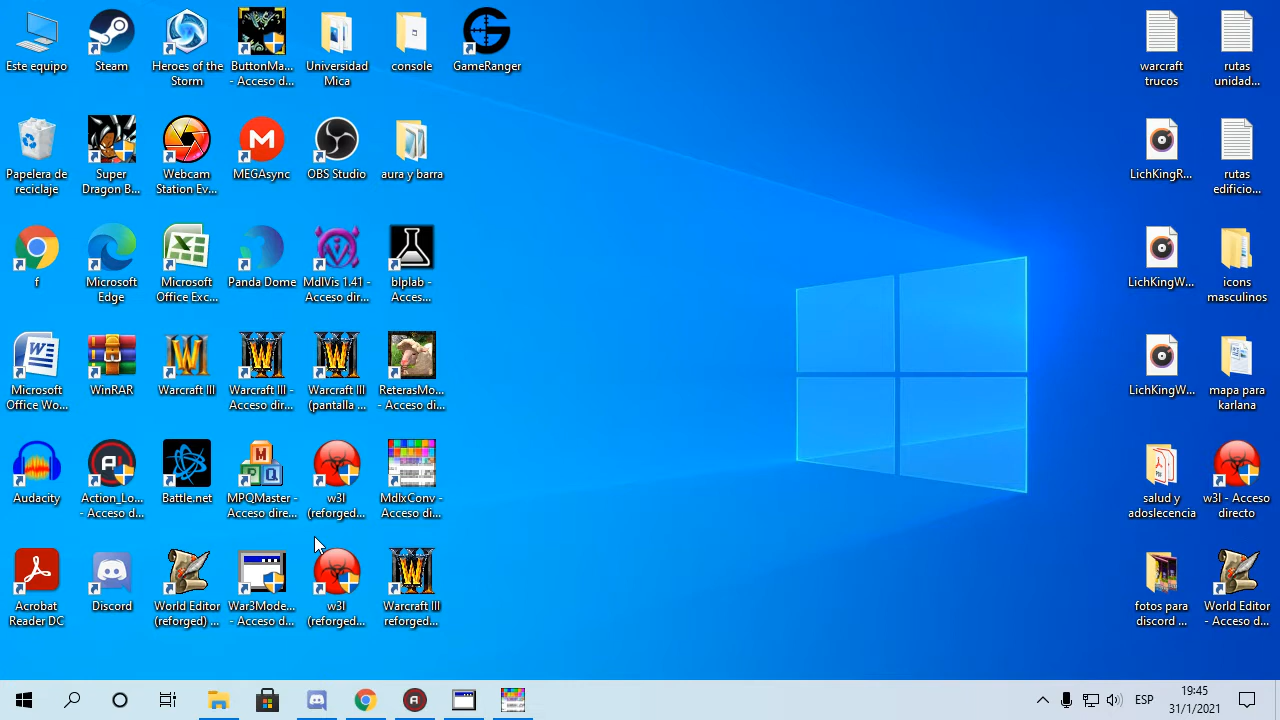 Este equipo
Steam
Heroes of the
Storm
ButtonMa...
- Acceso d...
Universidad
Mica
console
GameRanger
warcraft
trucos
rutas
unidad...
Papelera de
reciclaje
Super
Dragon B...
Webcam
Station Ev...
MEGAsync
OBS Studio
aura y barra
LichKingR...
rutas
edificio...
f
Microsoft
Edge
Microsoft
Office Exc...
Panda Dome
MdlVis 1.41 -
Acceso dir...
blplab -
Acces...
LichKingW...
icons
masculinos
Microsoft
Office Wo...
WinRAR
Warcraft III
Warcraft III -
Acceso dir...
Warcraft III
(pantalla ...
ReterasMo...
- Acceso di...
LichKingW...
mapa para
karlana
Audacity
Action_Lo...
- Acceso d...
Battle.net
MPQMaster -
Acceso dire...
w3l
(reforged...
MdlxConv -
Acceso di...
salud y
adoslecencia
w3l - Acceso
directo
Acrobat
Reader DC
Discord
World Editor
(reforged) ...
War3Mode...
- Acceso d...
w3l
(reforged...
Warcraft III
reforged...
fotos para
discord ...
World Editor
- Acceso d...
ESP
19:45
31/1/2021